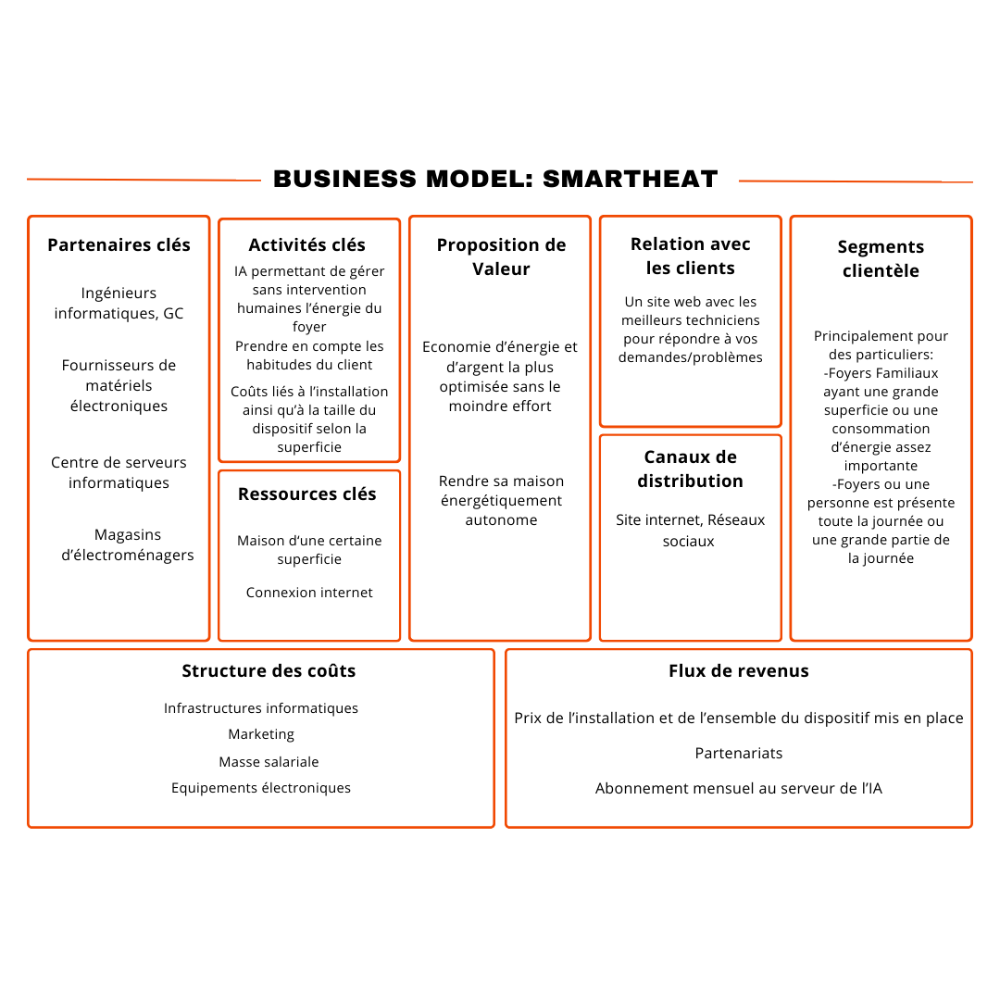 BUSINESS MODEL: SMARTHEAT
Partenaires clés
Ingénieurs
informatiques, GC
Fournisseurs de
matériels
électroniques
Centre de serveurs
informatiques
Magasins
d’électroménagers
Activités clés
IA permettant de gérer
sans intervention
humaines l’énergie du
foyer
Prendre en compte les
habitudes du client
Coûts liés à l’installation
ainsi qu’à la taille du
dispositif selon la
superficie
Ressources clés
Maison d’une certaine
superficie
Connexion internet
Proposition de
Valeur
Economie d’énergie et
d’argent la plus
optimisée sans le
moindre effort
Rendre sa maison
énergétiquement
autonome
Relation avec
les clients
Un site web avec les
meilleurs techniciens
pour répondre à vos
demandes/problèmes
Canaux de
distribution
Site internet, Réseaux
sociaux
Segments
clientèle
Principalement pour
des particuliers:
-Foyers Familiaux
ayant une grande
superficie ou une
consommation
d’énergie assez
importante
-Foyers ou une
personne est présente
toute la journée ou
une grande partie de
la journée
Structure des coûts
Infrastructures informatiques
Marketing
Masse salariale
Equipements électroniques
Flux de revenus
Prix de l’installation et de l’ensemble du dispositif mis en place
Partenariats
Abonnement mensuel au serveur de l’IA